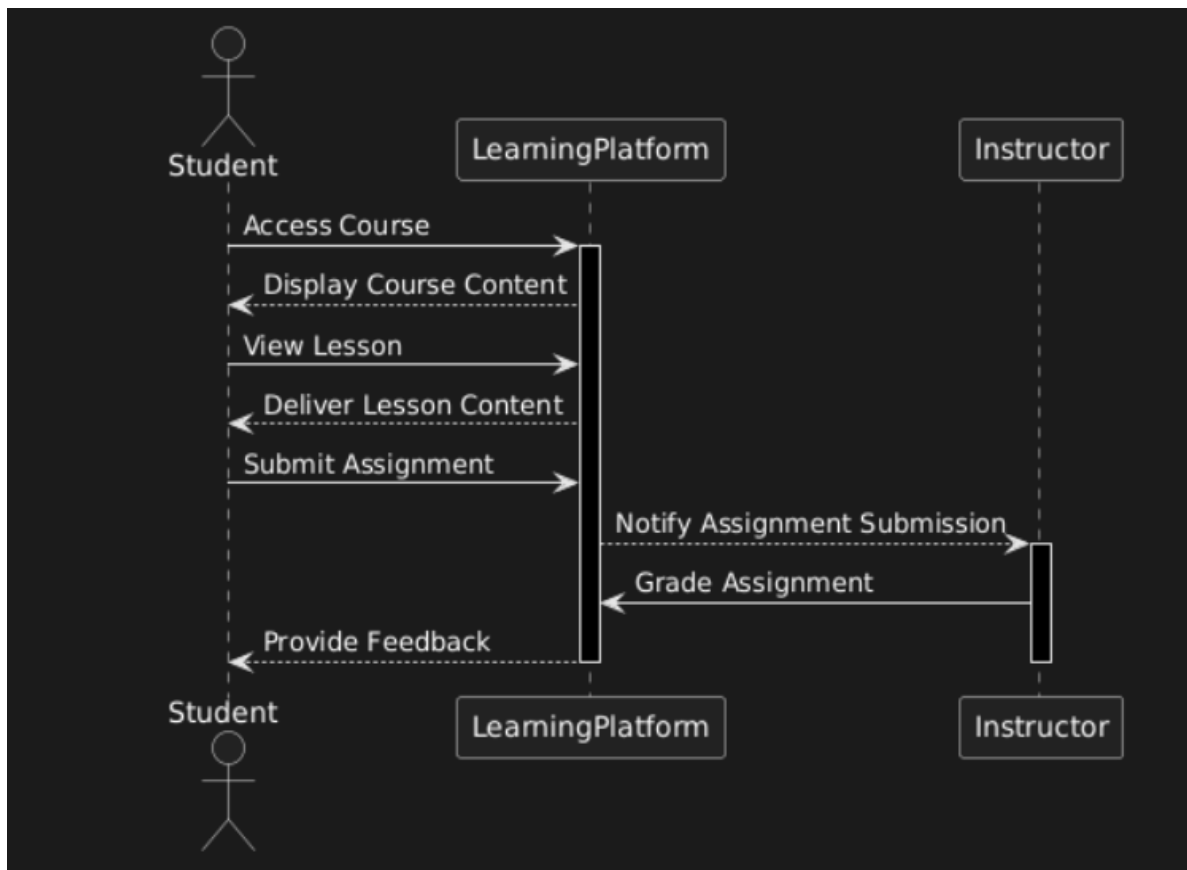 Student
LearningPlatform
Instructor
Access Course
Display Course Content
View Lesson
Deliver Lesson Content
Submit Assignment
Notify Assignment Submission
Grade Assignment
Provide Feedback
Student
LearningPlatform
Instructor